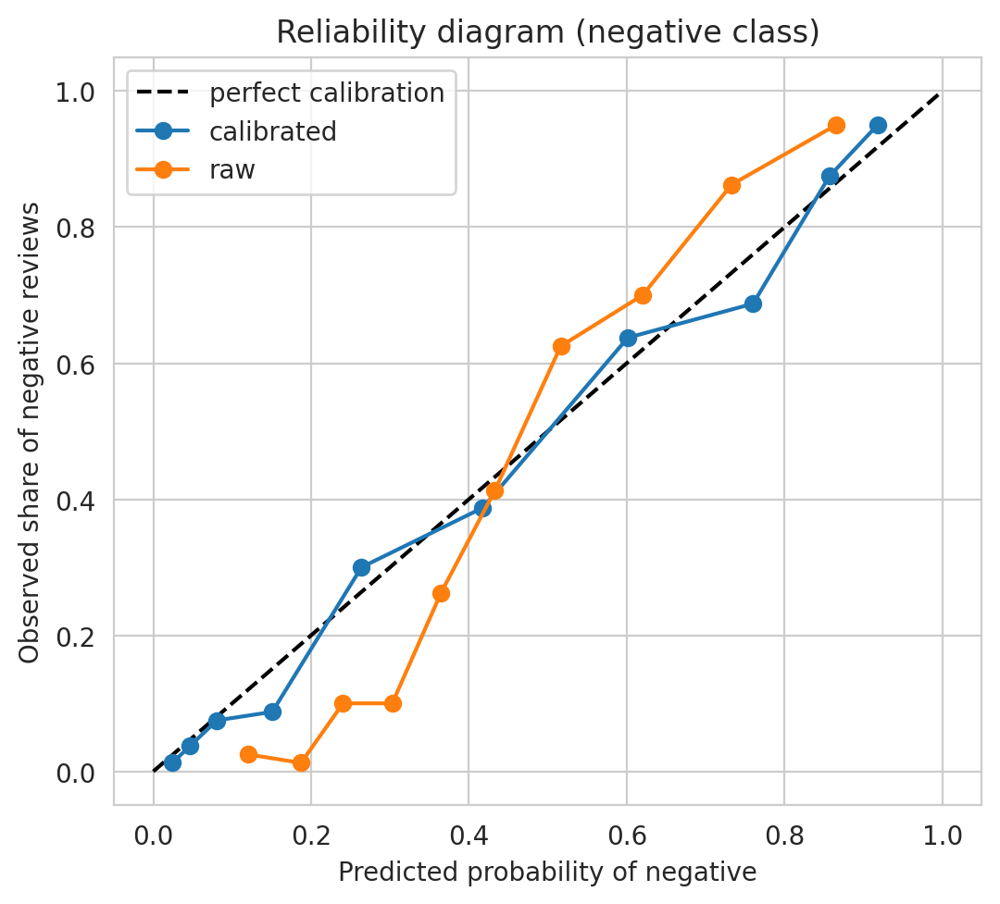 Reliability diagram (negative class)
perfect calibration
calibrated
raw
Observed share of negative reviews
1.0
0.8
0.6
0.4
0.2
0.0
0.0 0.2 0.4 0.6 0.8 1.0
Predicted probability of negative